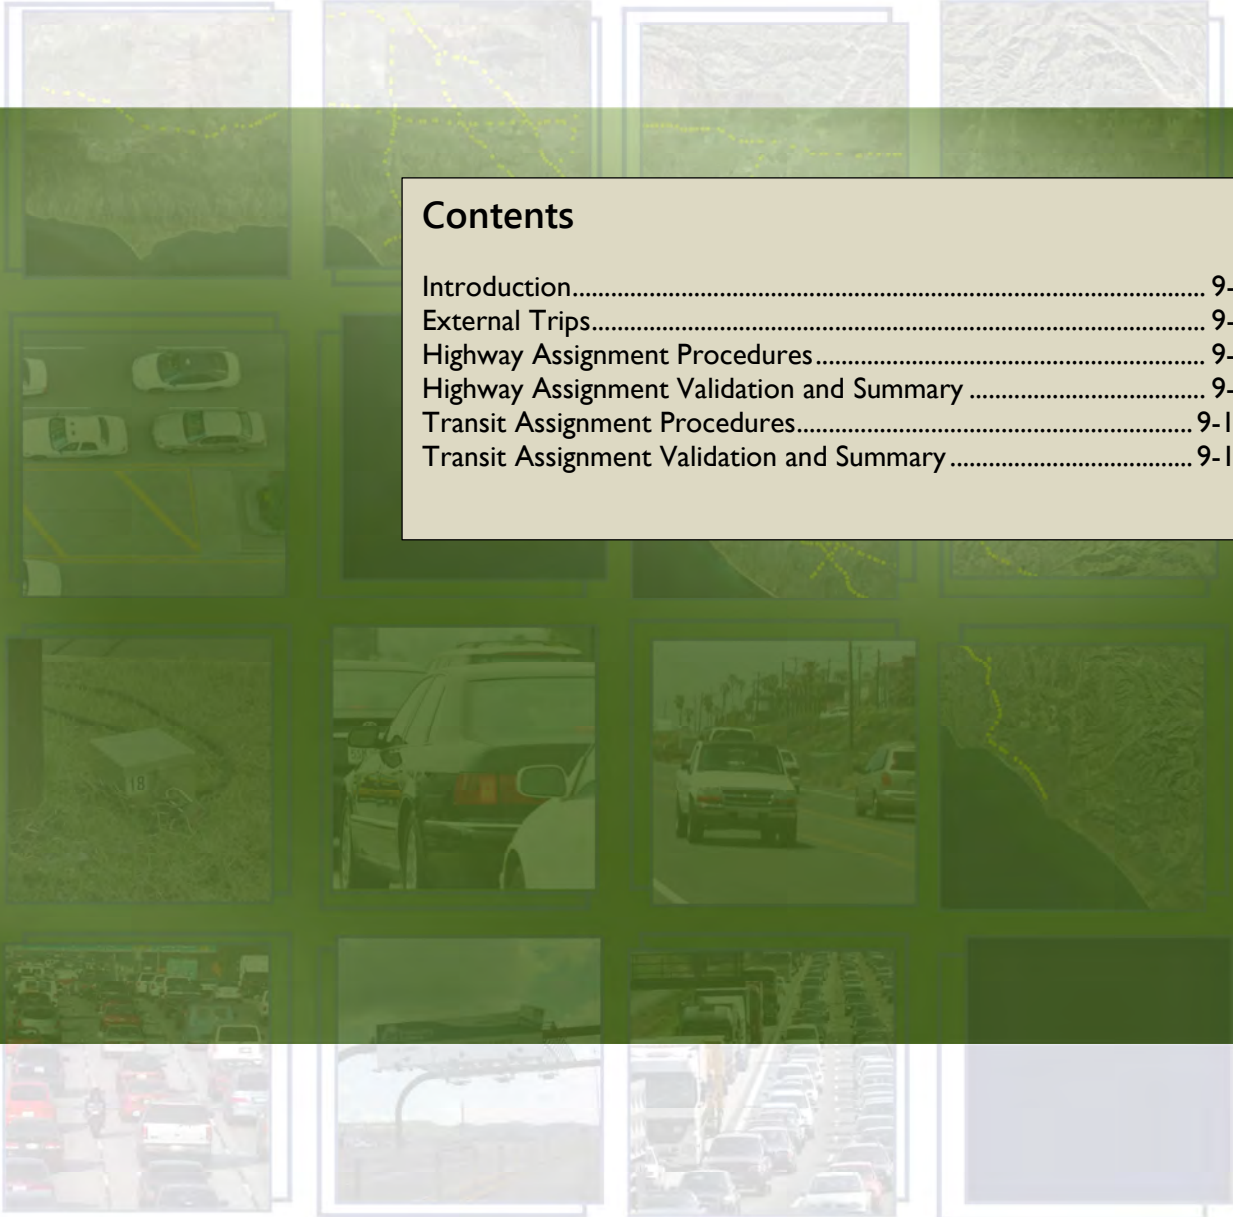 Contents
Introduction.......................................................................................... 9-
External Trips....................................................................................... 9-
Highway Assignment Procedures........................................................ 9-
Highway Assignment Validation and Summary .................................. 9-
Transit Assignment Procedures.......................................................... 9-1
Transit Assignment Validation and Summary ................................... 9-1
18